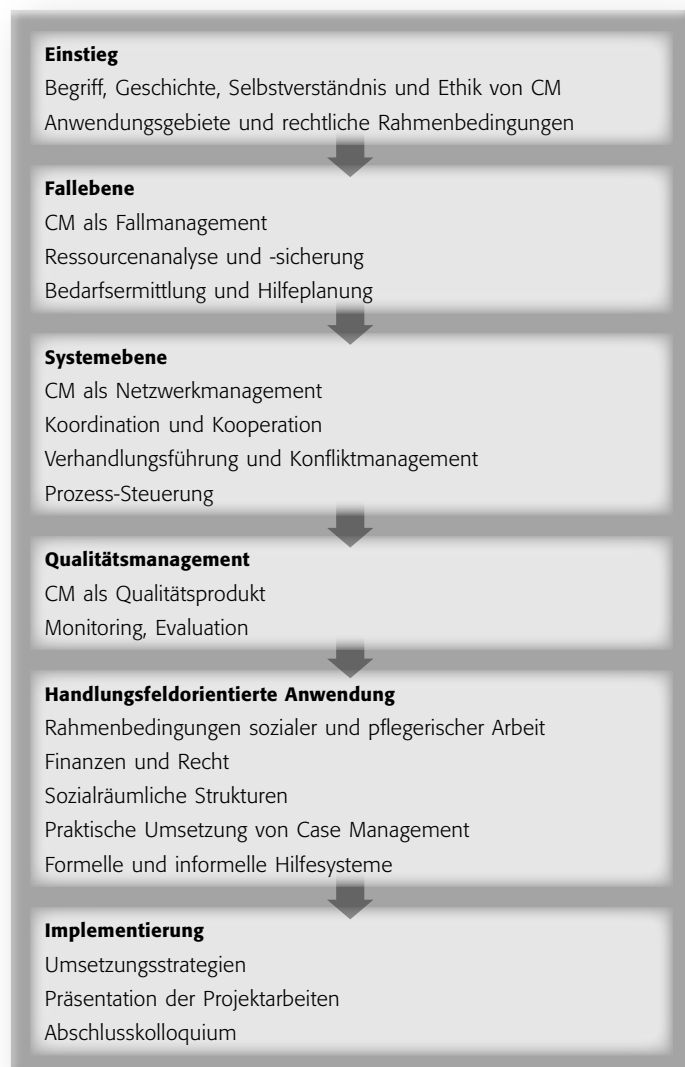 Einstieg
Begriff, Geschichte, Selbstverständnis und Ethik von CM
Anwendungsgebiete und rechtliche Rahmenbedingungen
Fallebene
CM als Fallmanagement
Ressourcenanalyse und -sicherung
Bedarfsermittlung und Hilfeplanung
Systemebene
CM als Netzwerkmanagement
Koordination und Kooperation
Verhandlungsführung und Konfliktmanagement
Prozess-Steuerung
Qualitätsmanagement
CM als Qualitätsprodukt
Monitoring, Evaluation
Handlungsfeldorientierte Anwendung
Rahmenbedingungen sozialer und pflegerischer Arbeit
Finanzen und Recht
Sozialräumliche Strukturen
Praktische Umsetzung von Case Management
Formelle und informelle Hilfesysteme
Implementierung
Umsetzungsstrategien
Präsentation der Projektarbeiten
Abschlusskolloquium